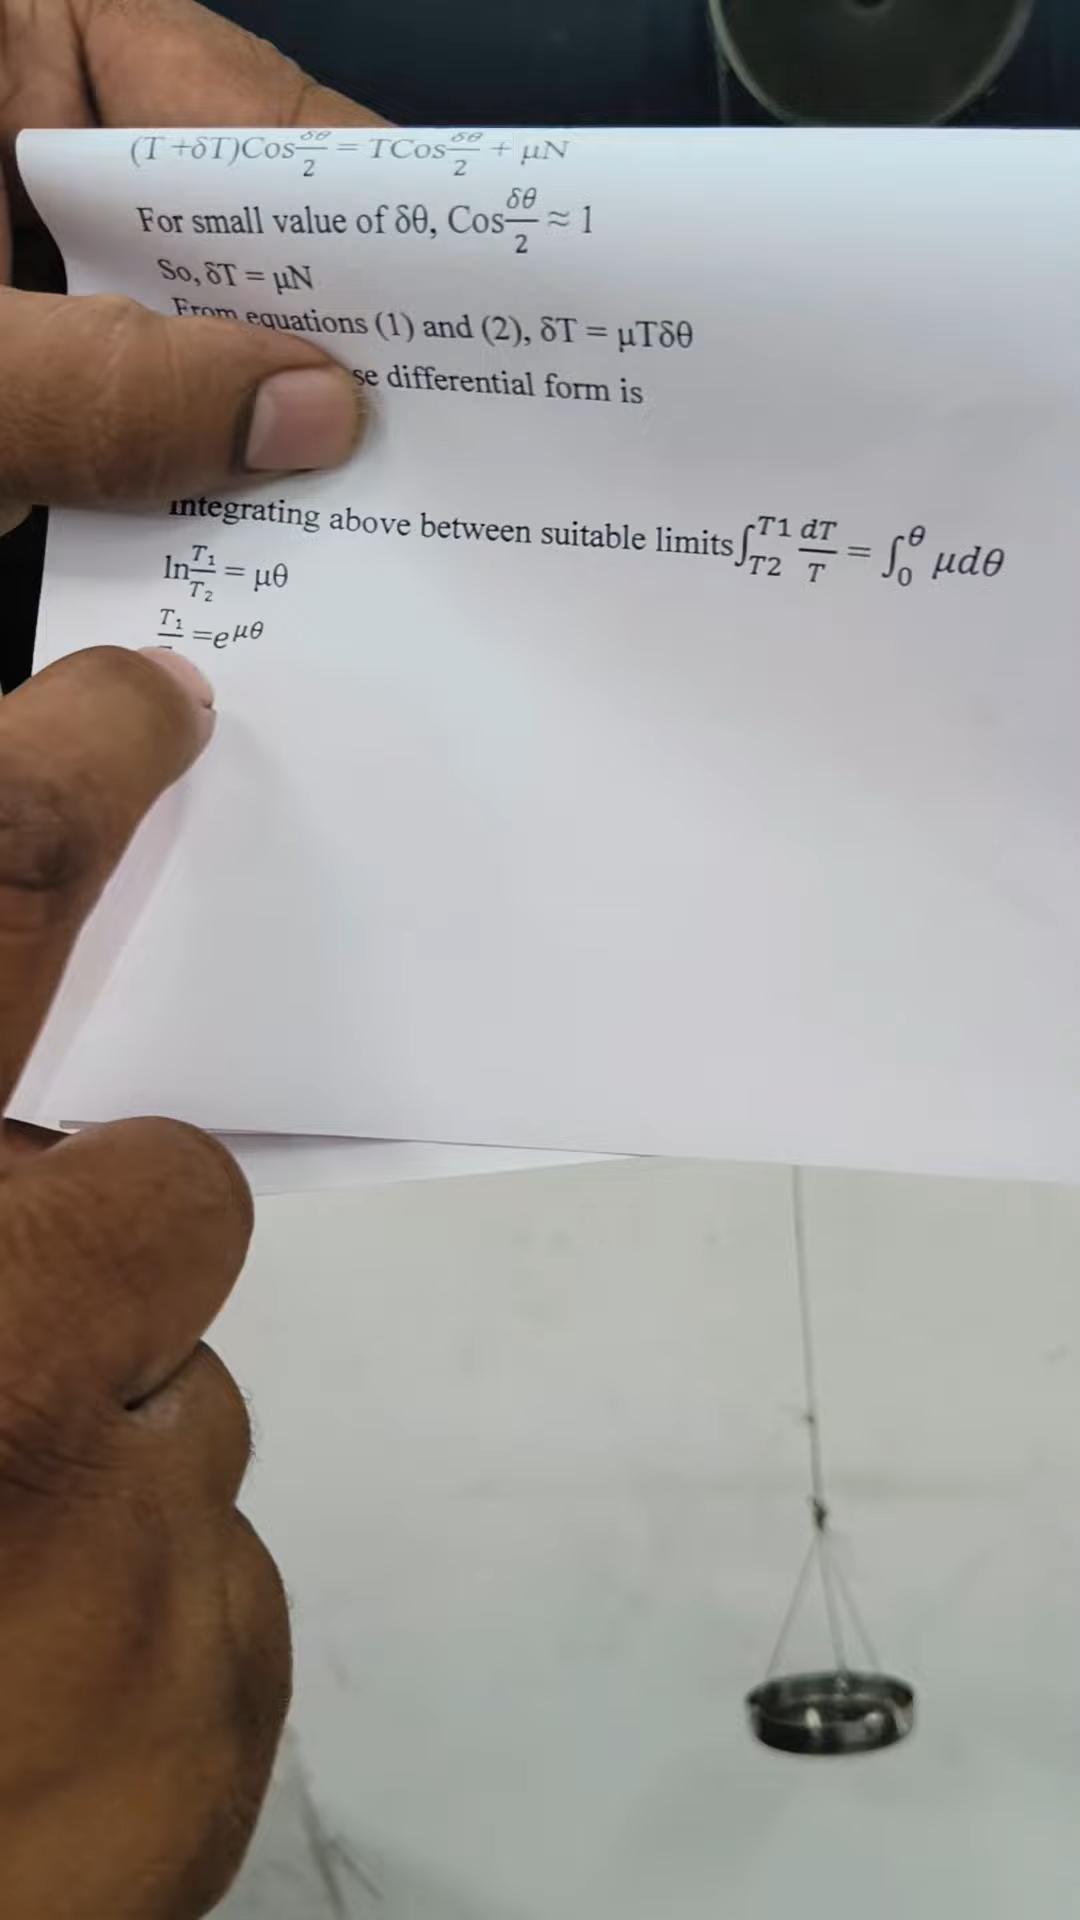 (T+δT)Cos δθ/2 = TCos δθ/2 + μN
For small value of δθ, Cos δθ/2 ≈ 1
So, δT = μN
From equations (1) and (2), δT = μTδθ
se differential form is
integrating above between suitable limits ∫_{T2}^{T1} dT/T = ∫_0^θ μdθ
ln T₁/T₂ = μθ
T₁/ =e^{μθ}